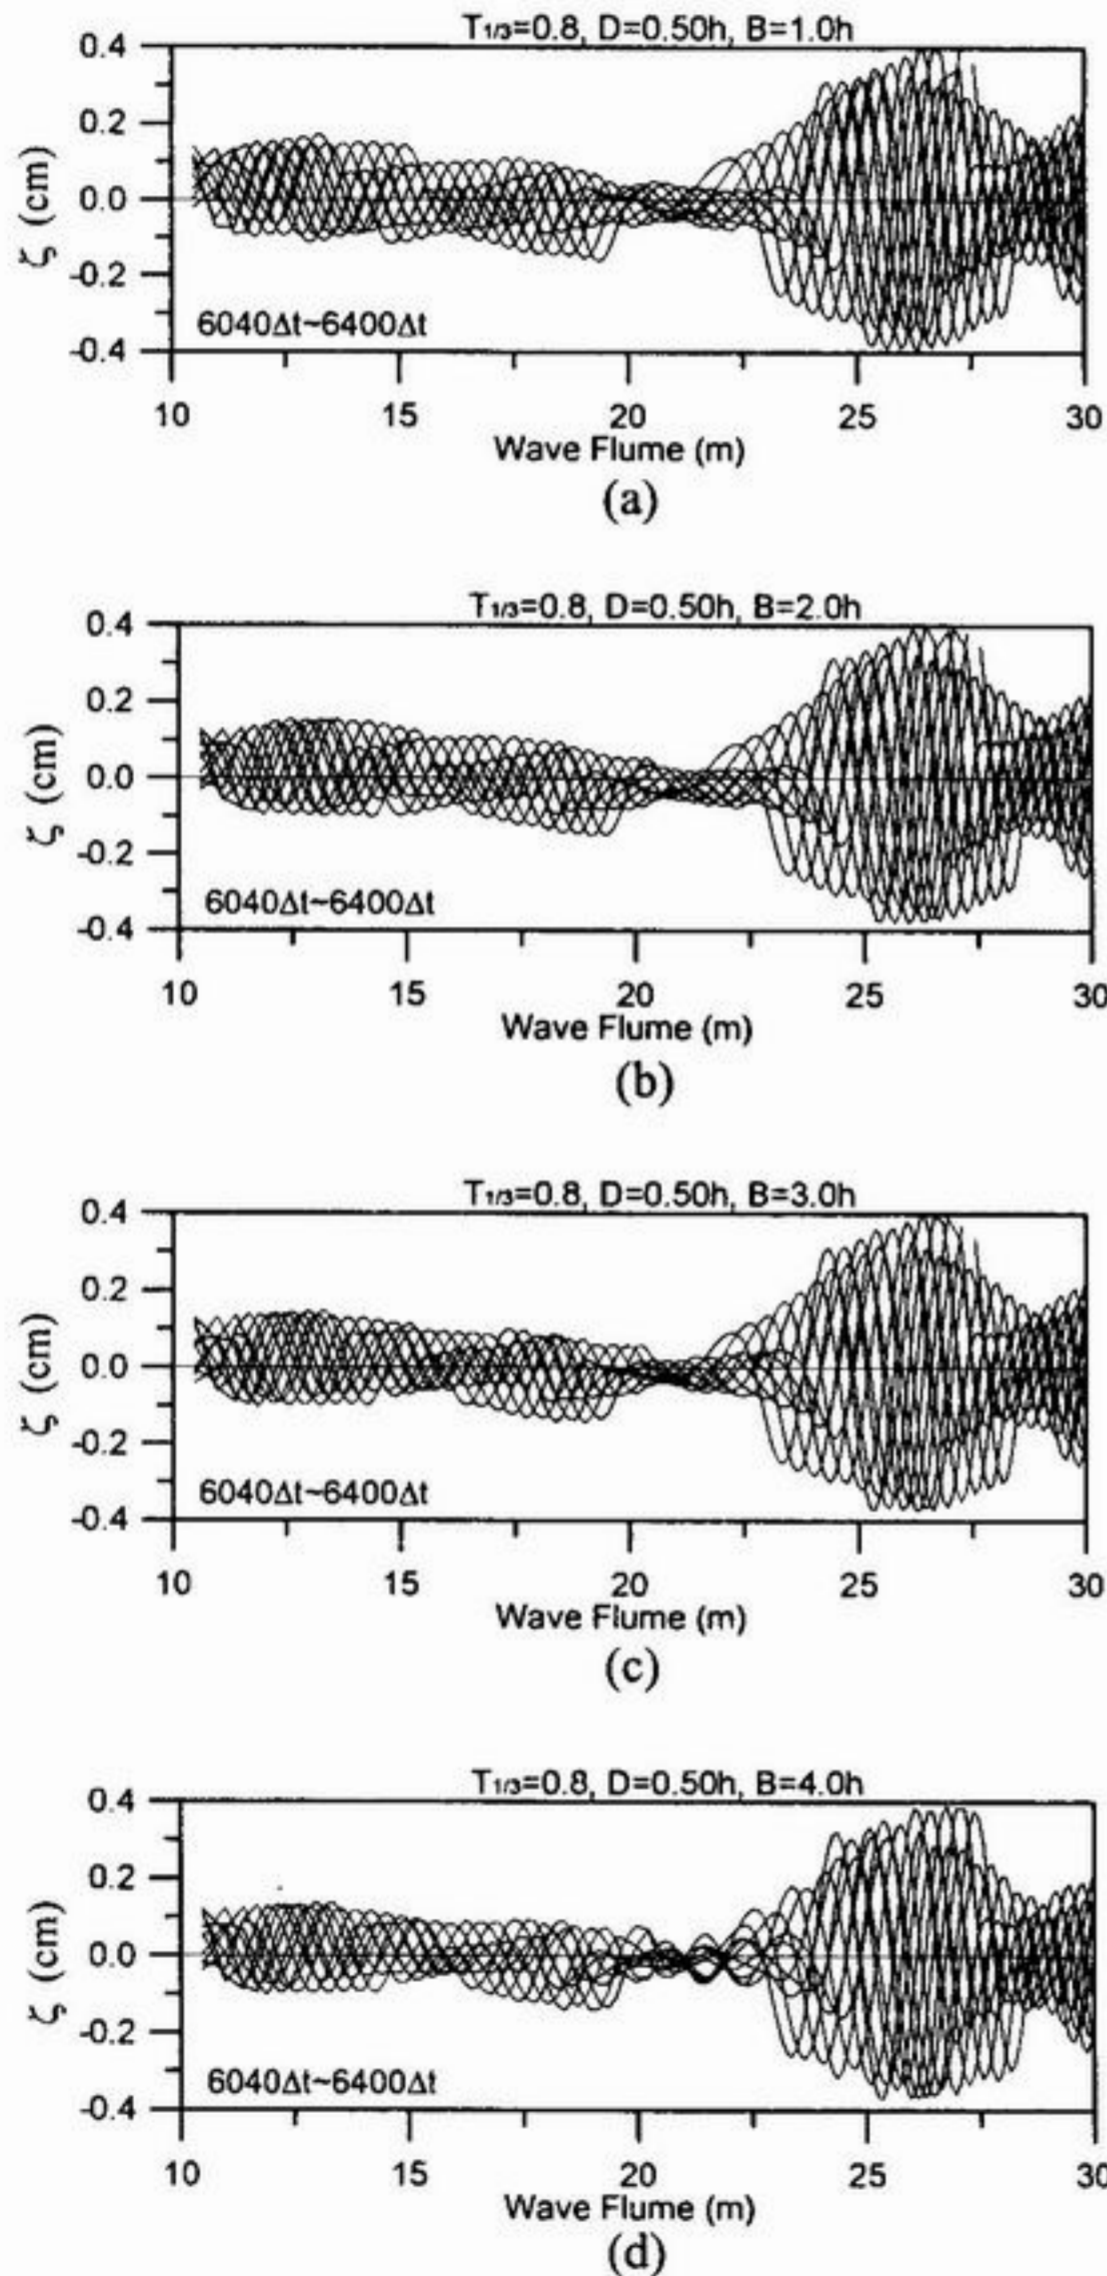 T1/3=0.8, D=0.50h, B=1.0h
0.4
0.2
0.0
-0.2
-0.4
ζ (cm)
6040Δt~6400Δt
10 15 20 25 30
Wave Flume (m)
(a)
T1/3=0.8, D=0.50h, B=2.0h
0.4
0.2
0.0
-0.2
-0.4
ζ (cm)
6040Δt~6400Δt
10 15 20 25 30
Wave Flume (m)
(b)
T1/3=0.8, D=0.50h, B=3.0h
0.4
0.2
0.0
-0.2
-0.4
ζ (cm)
6040Δt~6400Δt
10 15 20 25 30
Wave Flume (m)
(c)
T1/3=0.8, D=0.50h, B=4.0h
0.4
0.2
0.0
-0.2
-0.4
ζ (cm)
6040Δt~6400Δt
10 15 20 25 30
Wave Flume (m)
(d)